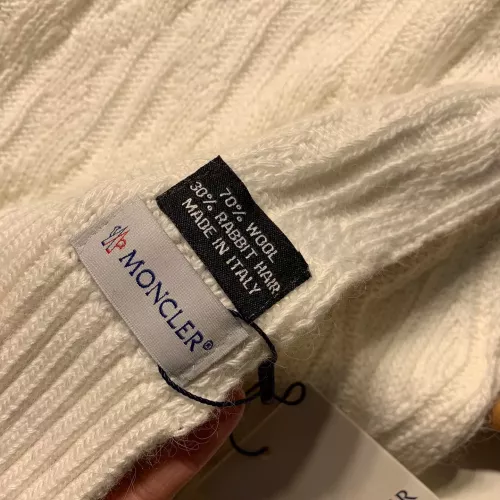 70% WOOL
30% RABBIT HAIR
MADE IN ITALY
MONCLER®